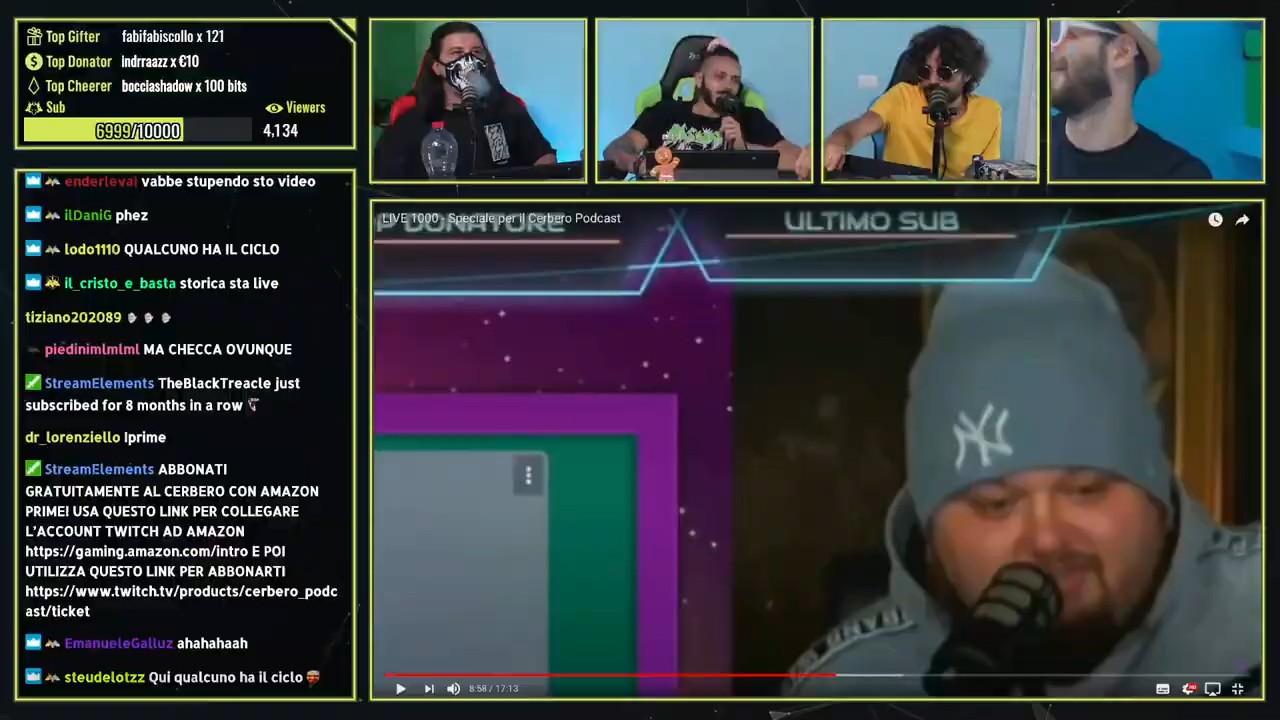 Top Gifter fabifabiscollo x 121
Top Donator indrraazz x €10
Top Cheerer bocciashadow x 100 bits
Sub Viewers
6999/10000 4,134
enderleval vabbe stupendo sto video
ilDaniG phez
lodo1110 QUALCUNO HA IL CICLO
il_cristo_e_basta storica sta live
tiziano202089
piedinimlmlml MA CHECCA OVUNQUE
StreamElements TheBlackTreacle just
subscribed for 8 months in a row
dr_lorenziello !prime
StreamElements ABBONATI
GRATUITAMENTE AL CERBERO CON AMAZON
PRIME! USA QUESTO LINK PER COLLEGARE
L'ACCOUNT TWITCH AD AMAZON
https://gaming.amazon.com/intro E POI
UTILIZZA QUESTO LINK PER ABBONARTI
https://www.twitch.tv/products/cerbero_podc
ast/ticket
EmanueleGalluz ahahahaah
steudelotzz Qui qualcuno ha il ciclo
LIVE 1000 - Speciale per il Cerbero Podcast
P DONATORE
ULTIMO SUB
NY
8:58 / 17:13